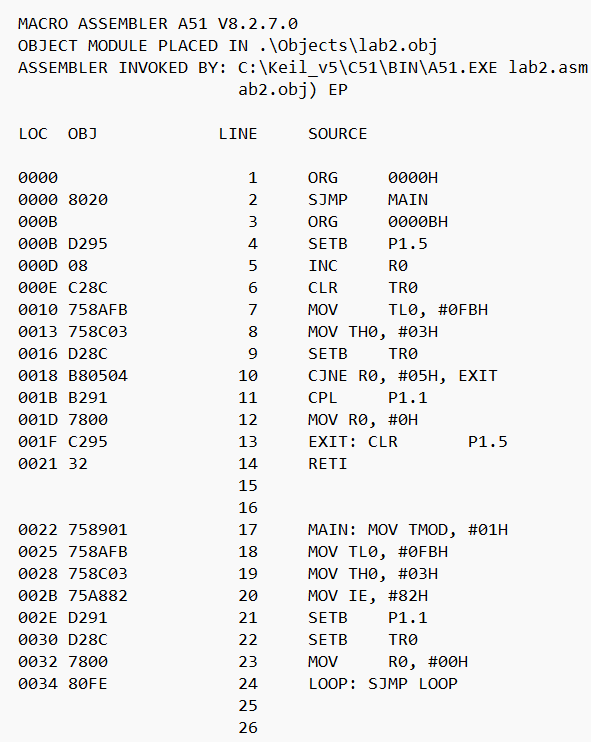 MACRO ASSEMBLER A51 V8.2.7.0
OBJECT MODULE PLACED IN .\Objects\lab2.obj
ASSEMBLER INVOKED BY: C:\Keil_v5\C51\BIN\A51.EXE lab2.asm
ab2.obj) EP
LOC OBJ LINE SOURCE
0000 1 ORG 0000H
0000 8020 2 SJMP MAIN
000B 3 ORG 0000BH
000B D295 4 SETB P1.5
000D 08 5 INC R0
000E C28C 6 CLR TR0
0010 758AFB 7 MOV TL0, #0FBH
0013 758C03 8 MOV TH0, #03H
0016 D28C 9 SETB TR0
0018 B80504 10 CJNE R0, #05H, EXIT
001B B291 11 CPL P1.1
001D 7800 12 MOV R0, #0H
001F C295 13 EXIT: CLR P1.5
0021 32 14 RETI
15
16
0022 758901 17 MAIN: MOV TMOD, #01H
0025 758AFB 18 MOV TL0, #0FBH
0028 758C03 19 MOV TH0, #03H
002B 75A882 20 MOV IE, #82H
002E D291 21 SETB P1.1
0030 D28C 22 SETB TR0
0032 7800 23 MOV R0, #00H
0034 80FE 24 LOOP: SJMP LOOP
25
26